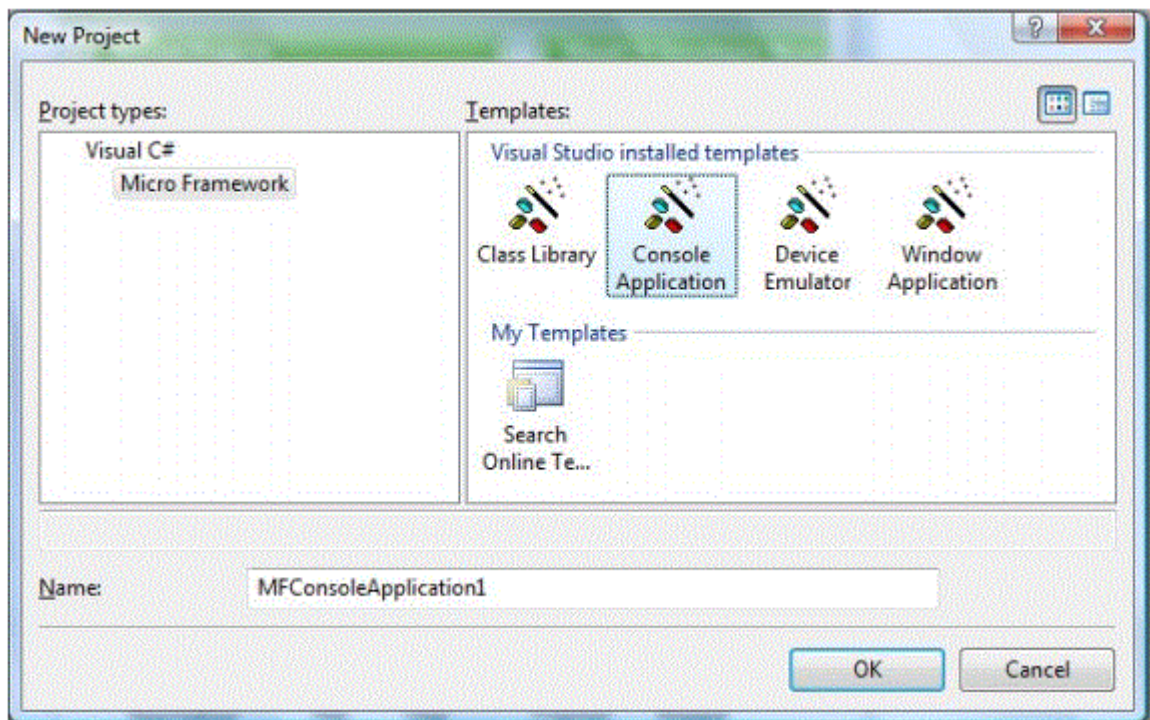 New Project
Project types:
Templates:
Visual C#
Micro Framework
Visual Studio installed templates
Class Library
Console
Application
Device
Emulator
Window
Application
My Templates
Search
Online Te...
Name:
MFConsoleApplication1
OK
Cancel